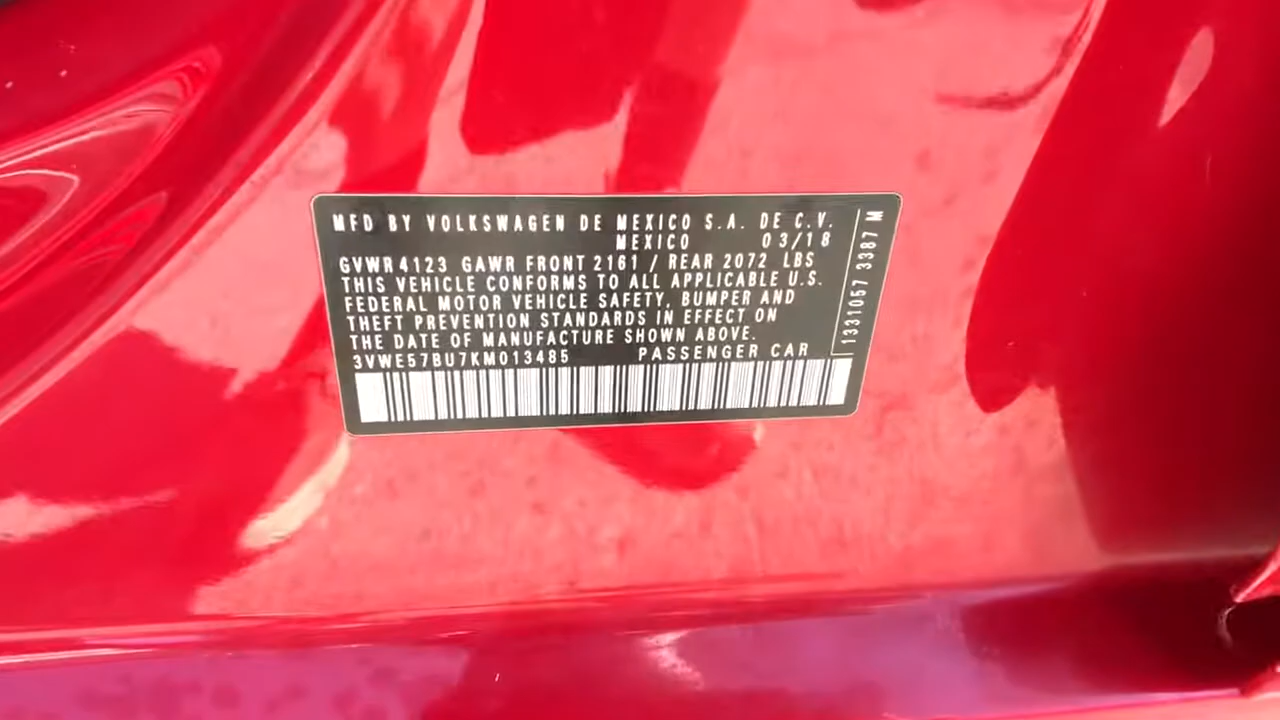 MFD BY VOLKSWAGEN DE MEXICO S.A. DE C.V.
MEXICO 03/18
GVWR 4123 GAWR FRONT 2161 / REAR 2072 LBS
THIS VEHICLE CONFORMS TO ALL APPLICABLE U.S.
FEDERAL MOTOR VEHICLE SAFETY, BUMPER AND
THEFT PREVENTION STANDARDS IN EFFECT ON
THE DATE OF MANUFACTURE SHOWN ABOVE.
3VWE57BU7KM013485 PASSENGER CAR
1331057 3387 M